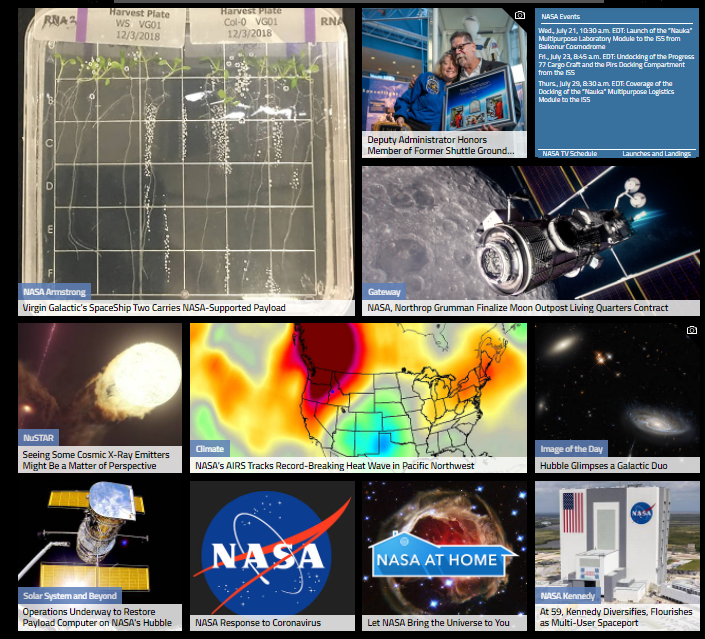 RNA2
Harvest Plate
WS VG01
12/3/2018
Harvest Plate
Col-0 VG01
12/3/2018
RNA
B
C
D
E
F
NASA Armstrong
Virgin Galactic's SpaceShip Two Carries NASA-Supported Payload
Deputy Administrator Honors
Member of Former Shuttle Ground...
NASA Events
Wed., July 21, 10:30 a.m. EDT: Launch of the "Nauka"
Multipurpose Laboratory Module to the ISS from
Baikonur Cosmodrome
Fri., July 23, 8:45 a.m. EDT: Undocking of the Progress
77 Cargo Craft and the Pirs Docking Compartment
from the ISS
Thurs., July 29, 8:30 a.m. EDT: Coverage of the
Docking of the "Nauka" Multipurpose Logistics
Module to the ISS
NASA TV Schedule Launches and Landings
Gateway
NASA, Northrop Grumman Finalize Moon Outpost Living Quarters Contract
NuSTAR
Seeing Some Cosmic X-Ray Emitters
Might Be a Matter of Perspective
Climate
NASA's AIRS Tracks Record-Breaking Heat Wave in Pacific Northwest
Image of the Day
Hubble Glimpses a Galactic Duo
Solar System and Beyond
Operations Underway to Restore
Payload Computer on NASA's Hubble
NASA
NASA Response to Coronavirus
NASA AT HOME
Let NASA Bring the Universe to You
NASA
NASA Kennedy
At 59, Kennedy Diversifies, Flourishes
as Multi-User Spaceport